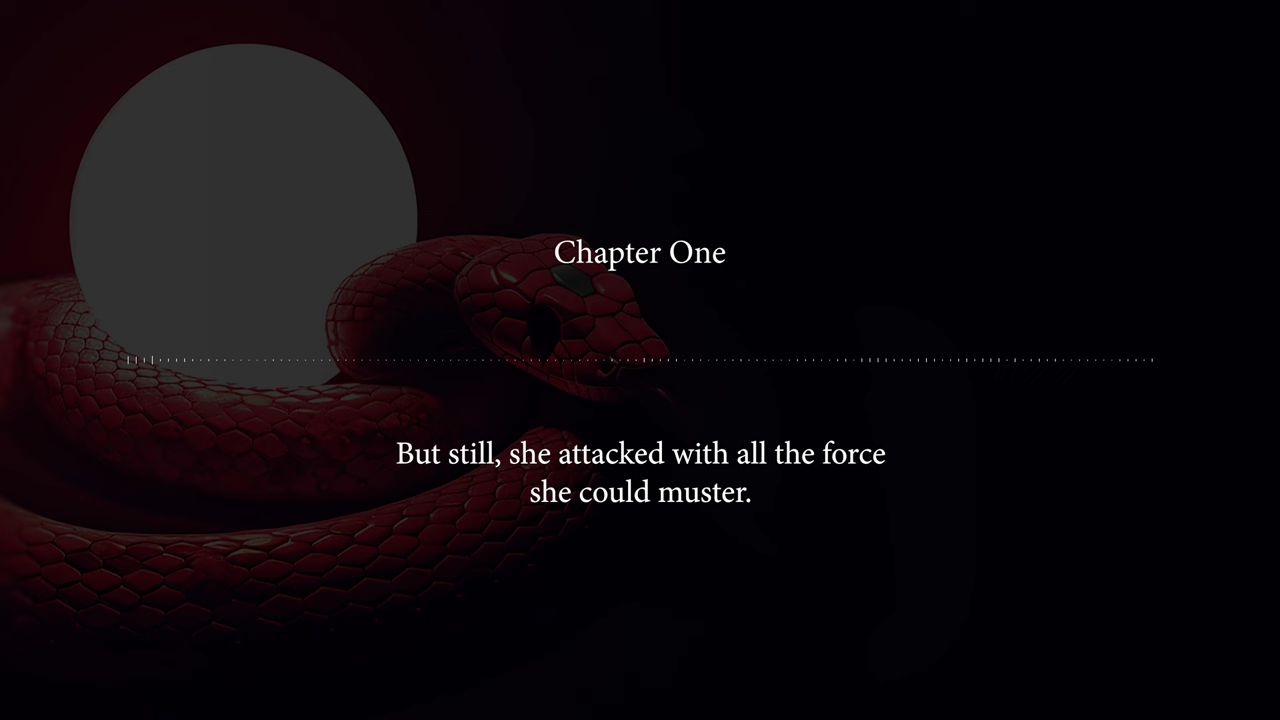 Chapter One
But still, she attacked with all the force
she could muster.